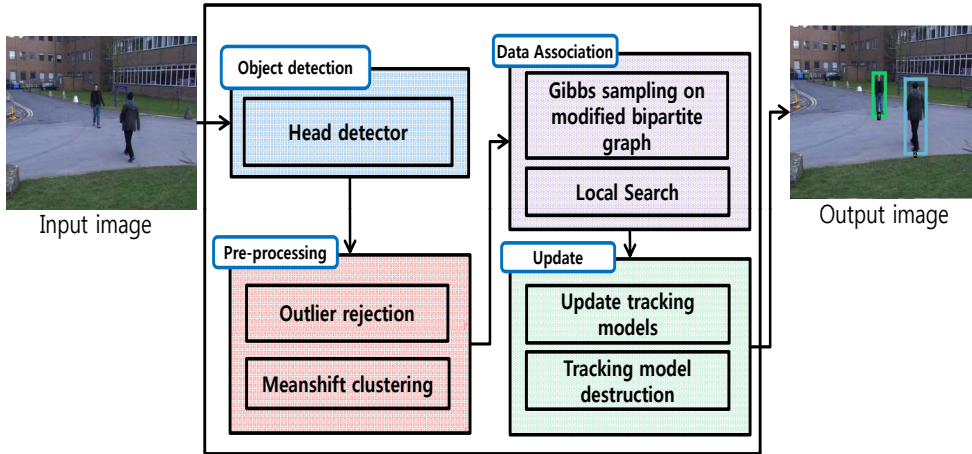 Input image
Object detection
Head detector
Pre-processing
Outlier rejection
Meanshift clustering
Data Association
Gibbs sampling on
modified bipartite
graph
Local Search
Update
Update tracking
models
Tracking model
destruction
Output image